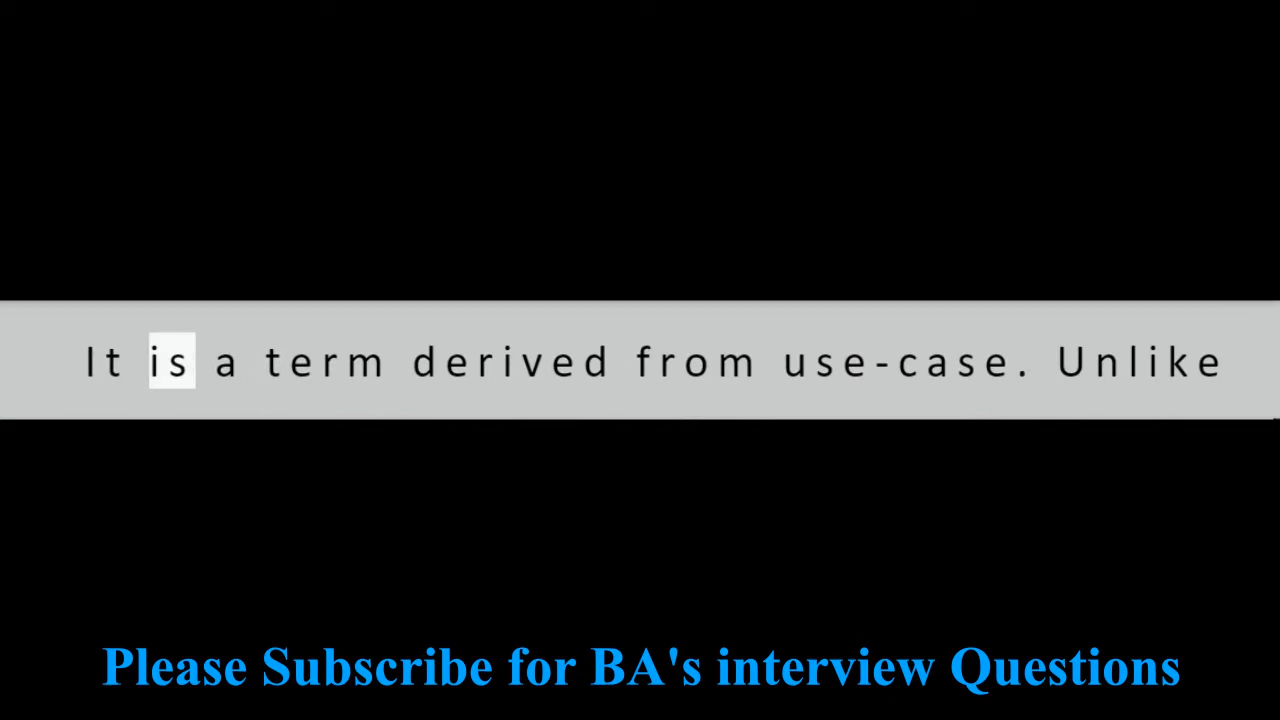 It is a term derived from use-case. Unlike
Please Subscribe for BA's interview Questions